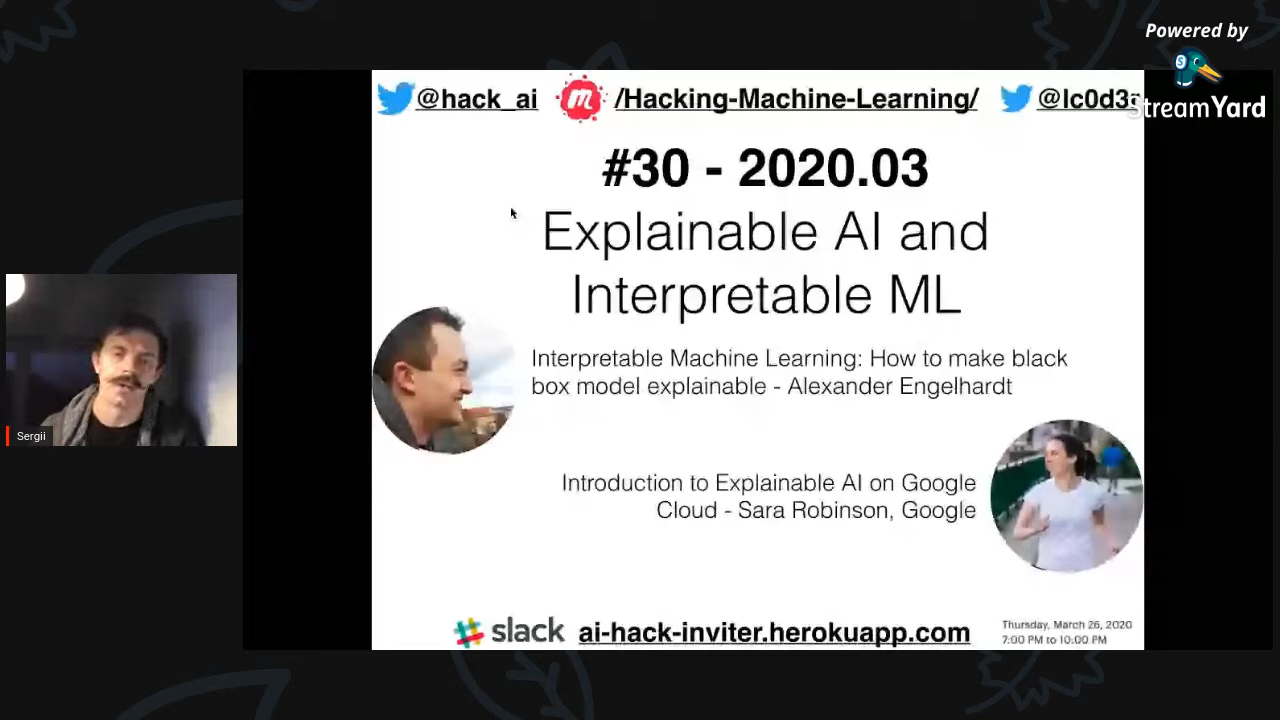 Powered by
StreamYard
@hack_ai /Hacking-Machine-Learning/
#30 - 2020.03
Explainable AI and
Interpretable ML
Interpretable Machine Learning: How to make black
box model explainable - Alexander Engelhardt
Sergii
Introduction to Explainable AI on Google
Cloud - Sara Robinson, Google
slack ai-hack-inviter.herokuapp.com
Thursday, March 26, 2020
7:00 PM to 10:00 PM